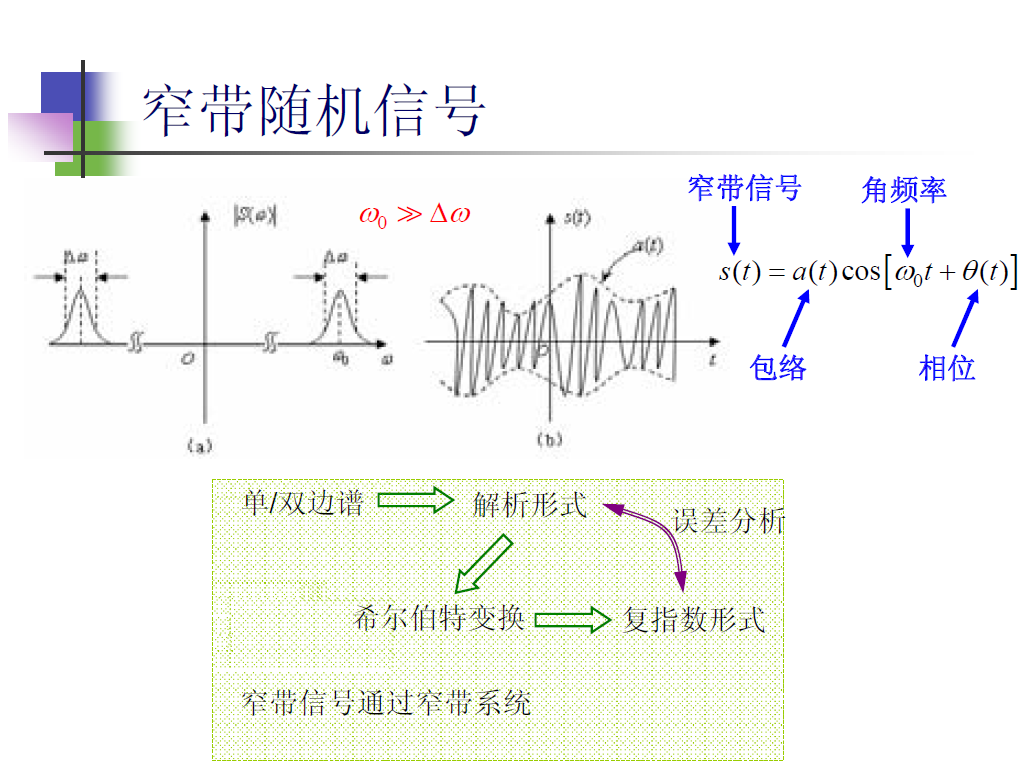 窄带随机信号
窄带信号
角频率
|S(ω)|
ω₀ ≫ Δω
s(t)
a(t)
Δω
Δω
s(t) = a(t)cos[ω₀t + θ(t)]
O
ω₀
ω
O
t
包络
相位
(a)
(b)
单/双边谱
解析形式
误差分析
希尔伯特变换
复指数形式
窄带信号通过窄带系统